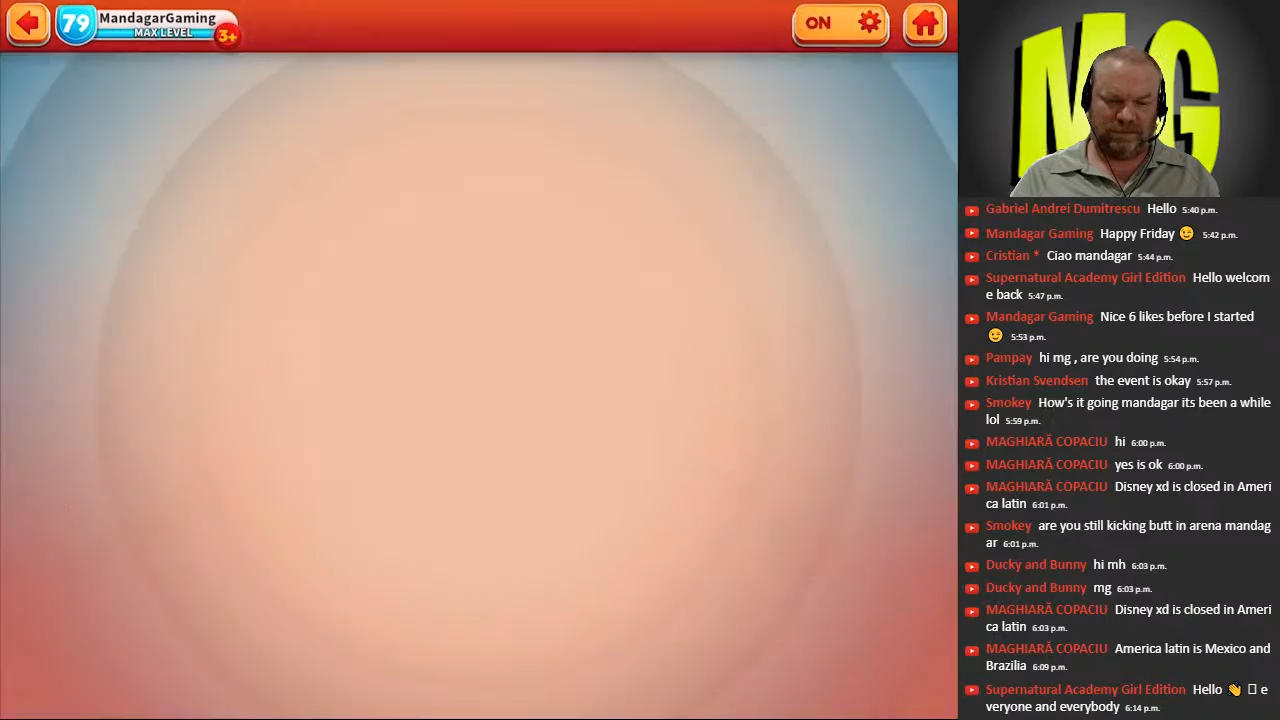 79 MandagarGaming
MAX LEVEL
3+
ON
MG
Gabriel Andrei Dumitrescu Hello 5:40 p.m.
Mandagar Gaming Happy Friday 😉 5:42 p.m.
Cristian * Ciao mandagar 5:44 p.m.
Supernatural Academy Girl Edition Hello welcom
e back 5:47 p.m.
Mandagar Gaming Nice 6 likes before I started
😉 5:53 p.m.
Pampay hi mg , are you doing 5:54 p.m.
Kristian Svendsen the event is okay 5:57 p.m.
Smokey How's it going mandagar its been a while
lol 5:59 p.m.
MAGHIARĂ COPACIU hi 6:00 p.m.
MAGHIARĂ COPACIU yes is ok 6:00 p.m.
MAGHIARĂ COPACIU Disney xd is closed in Ameri
ca latin 6:01 p.m.
Smokey are you still kicking butt in arena mandag
ar 6:01 p.m.
Ducky and Bunny hi mh 6:03 p.m.
Ducky and Bunny mg 6:03 p.m.
MAGHIARĂ COPACIU Disney xd is closed in Ameri
ca latin 6:03 p.m.
MAGHIARĂ COPACIU America latin is Mexico and
Brazilia 6:09 p.m.
Supernatural Academy Girl Edition Hello 👋 e
veryone and everybody 6:14 p.m.